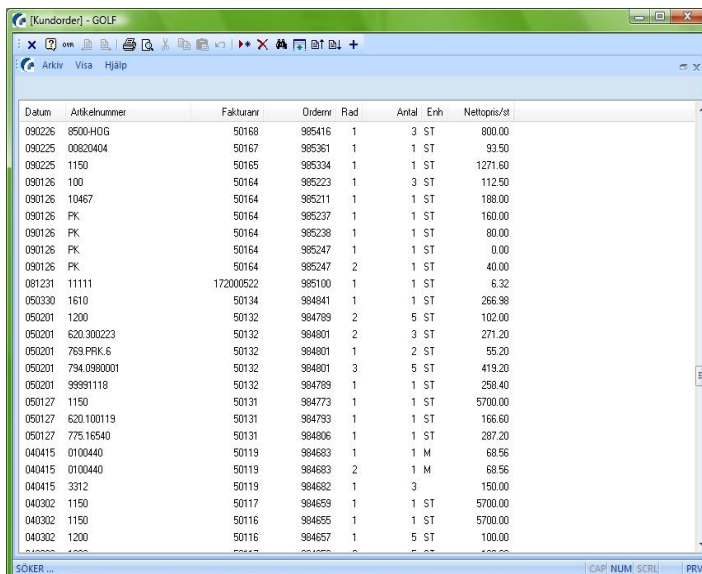 [Kundorder] - GOLF
Arkiv Visa Hjälp
Datum Artikelnummer Fakturanr Ordernr Rad Antal Enh Nettopris/st
090226 8500-HOG 50168 985416 1 3 ST 800.00
090225 00820404 50167 985361 1 1 ST 93.50
090225 1150 50165 985334 1 1 ST 1271.60
090126 100 50164 985223 1 3 ST 112.50
090126 10467 50164 985211 1 1 ST 188.00
090126 PK 50164 985237 1 1 ST 160.00
090126 PK 50164 985238 1 1 ST 80.00
090126 PK 50164 985247 1 1 ST 0.00
090126 PK 50164 985247 2 1 ST 40.00
081231 11111 172000522 985100 1 1 ST 6.32
050330 1610 50134 984841 1 1 ST 266.98
050201 1200 50132 984789 2 5 ST 102.00
050201 620.300223 50132 984801 2 3 ST 271.20
050201 769.PRK.6 50132 984801 1 2 ST 55.20
050201 794.0980001 50132 984801 3 5 ST 419.20
050201 99991118 50132 984789 1 1 ST 258.40
050127 1150 50131 984773 1 1 ST 5700.00
050127 620.100119 50131 984793 1 1 ST 166.60
050127 775.16540 50131 984806 1 1 ST 287.20
040415 0100440 50119 984683 1 1 M 68.56
040415 0100440 50119 984683 2 1 M 68.56
040415 3312 50119 984682 1 3 150.00
040302 1150 50117 984659 1 1 ST 5700.00
040302 1150 50116 984655 1 1 ST 5700.00
040302 1200 50116 984657 1 5 ST 100.00
SÖKER ... CAP NUM SCRL PRV